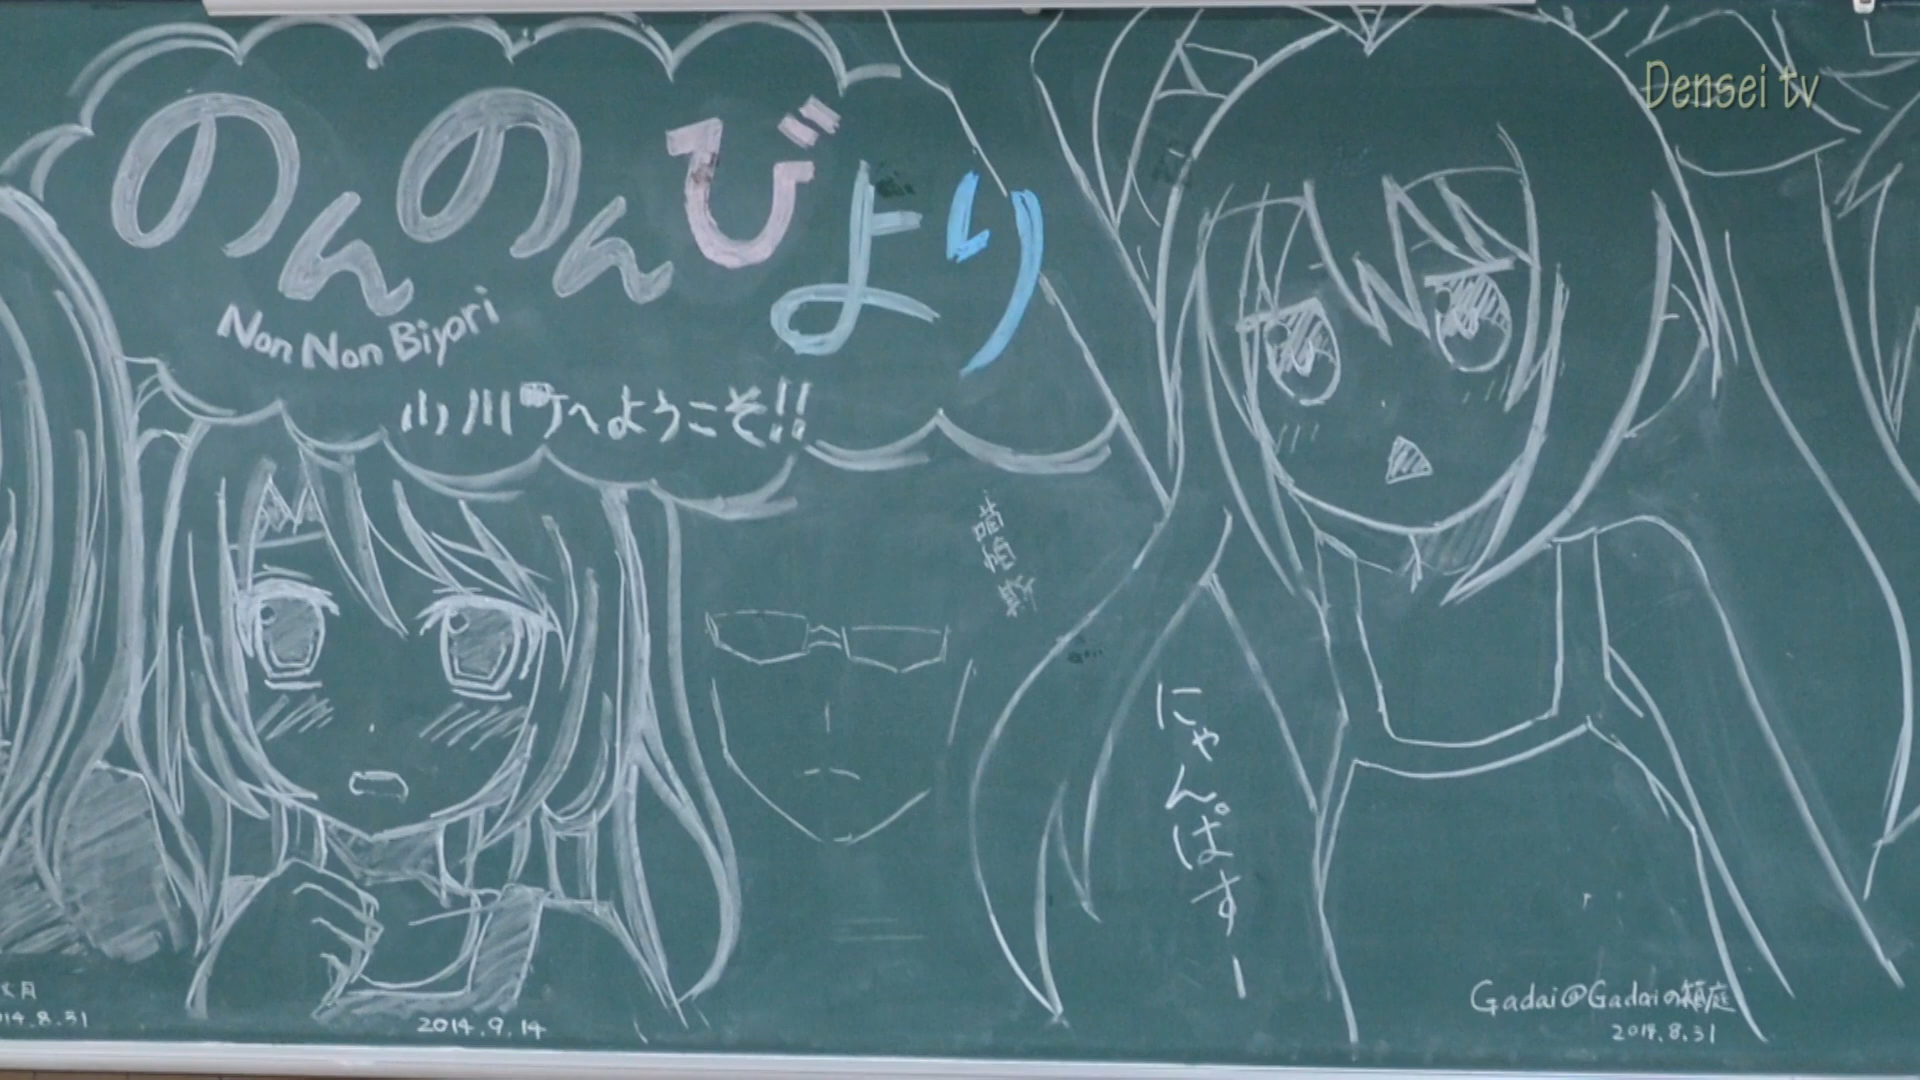 Densei tv
のんのんびより
Non Non Biyori
小川町へようこそ!!
にゃんぱすー
月
14.8.31
2014.9.14
Gadai@Gadaiの箱庭
2014.8.31